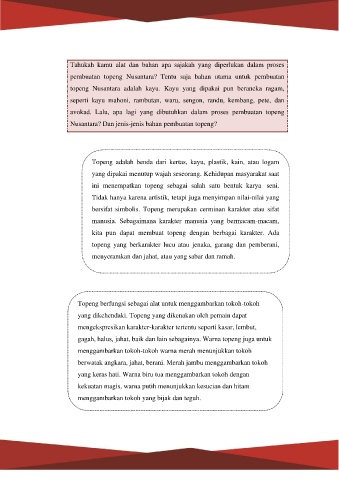 Tahukah kamu alat dan bahan apa sajakah yang diperlukan dalam proses
pembuatan topeng Nusantara? Tentu saja bahan utama untuk pembuatan
topeng Nusantara adalah kayu. Kayu yang dipakai pun berancka ragam,
seperti kayu mahoni, rambutan, waru, sengon, randu, kembang, pete, dan
avokad. Lalu, apa lagi yang dibutuhkan dalam proses pembuatan topeng
Nusantara? Dan jenis-jenis bahan pembuatan topeng?
Topeng adalah benda dari kertas, kayu, plastik, kain, atau logam
yang dipakai menutup wajah seseorang. Kehidupan masyarakat saat
ini menempatkan topeng sebagai salah satu bentuk karya seni.
Tidak hanya karena artistik, tetapi juga menyimpan nilai-nilai yang
bersifat simbolis. Topeng merupakan cerminan karakter atau sifat
manusia. Sebagaimana karakter manusia yang bermacam-macam,
kita pun dapat membuat topeng dengan berbagai karakter. Ada
topeng yang berkarakter lucu atau jenaka, garang dan pemberani,
menyeramkan dan jahat, atau yang sabar dan ramah.
Topeng berfungsi sebagai alat untuk menggambarkan tokoh-tokoh
yang dikehendaki. Topeng yang dikenakan oleh pemain dapat
mengekspresikan karakter-karakter tertentu seperti kasar, lembut,
gagah, halus, jahat, baik dan lain sebagainya. Warna topeng juga untuk
menggambarkan tokoh-tokoh warna merah menunjukkan tokoh
berwatak angkara, jahat, berani. Merah jambu menggambarkan tokoh
yang keras hati. Warna biru tua menggambarkan tokoh dengan
kekuatan magis, warna putih menunjukkan kesucian dan hitam
menggambarkan tokoh yang bijak dan teguh.